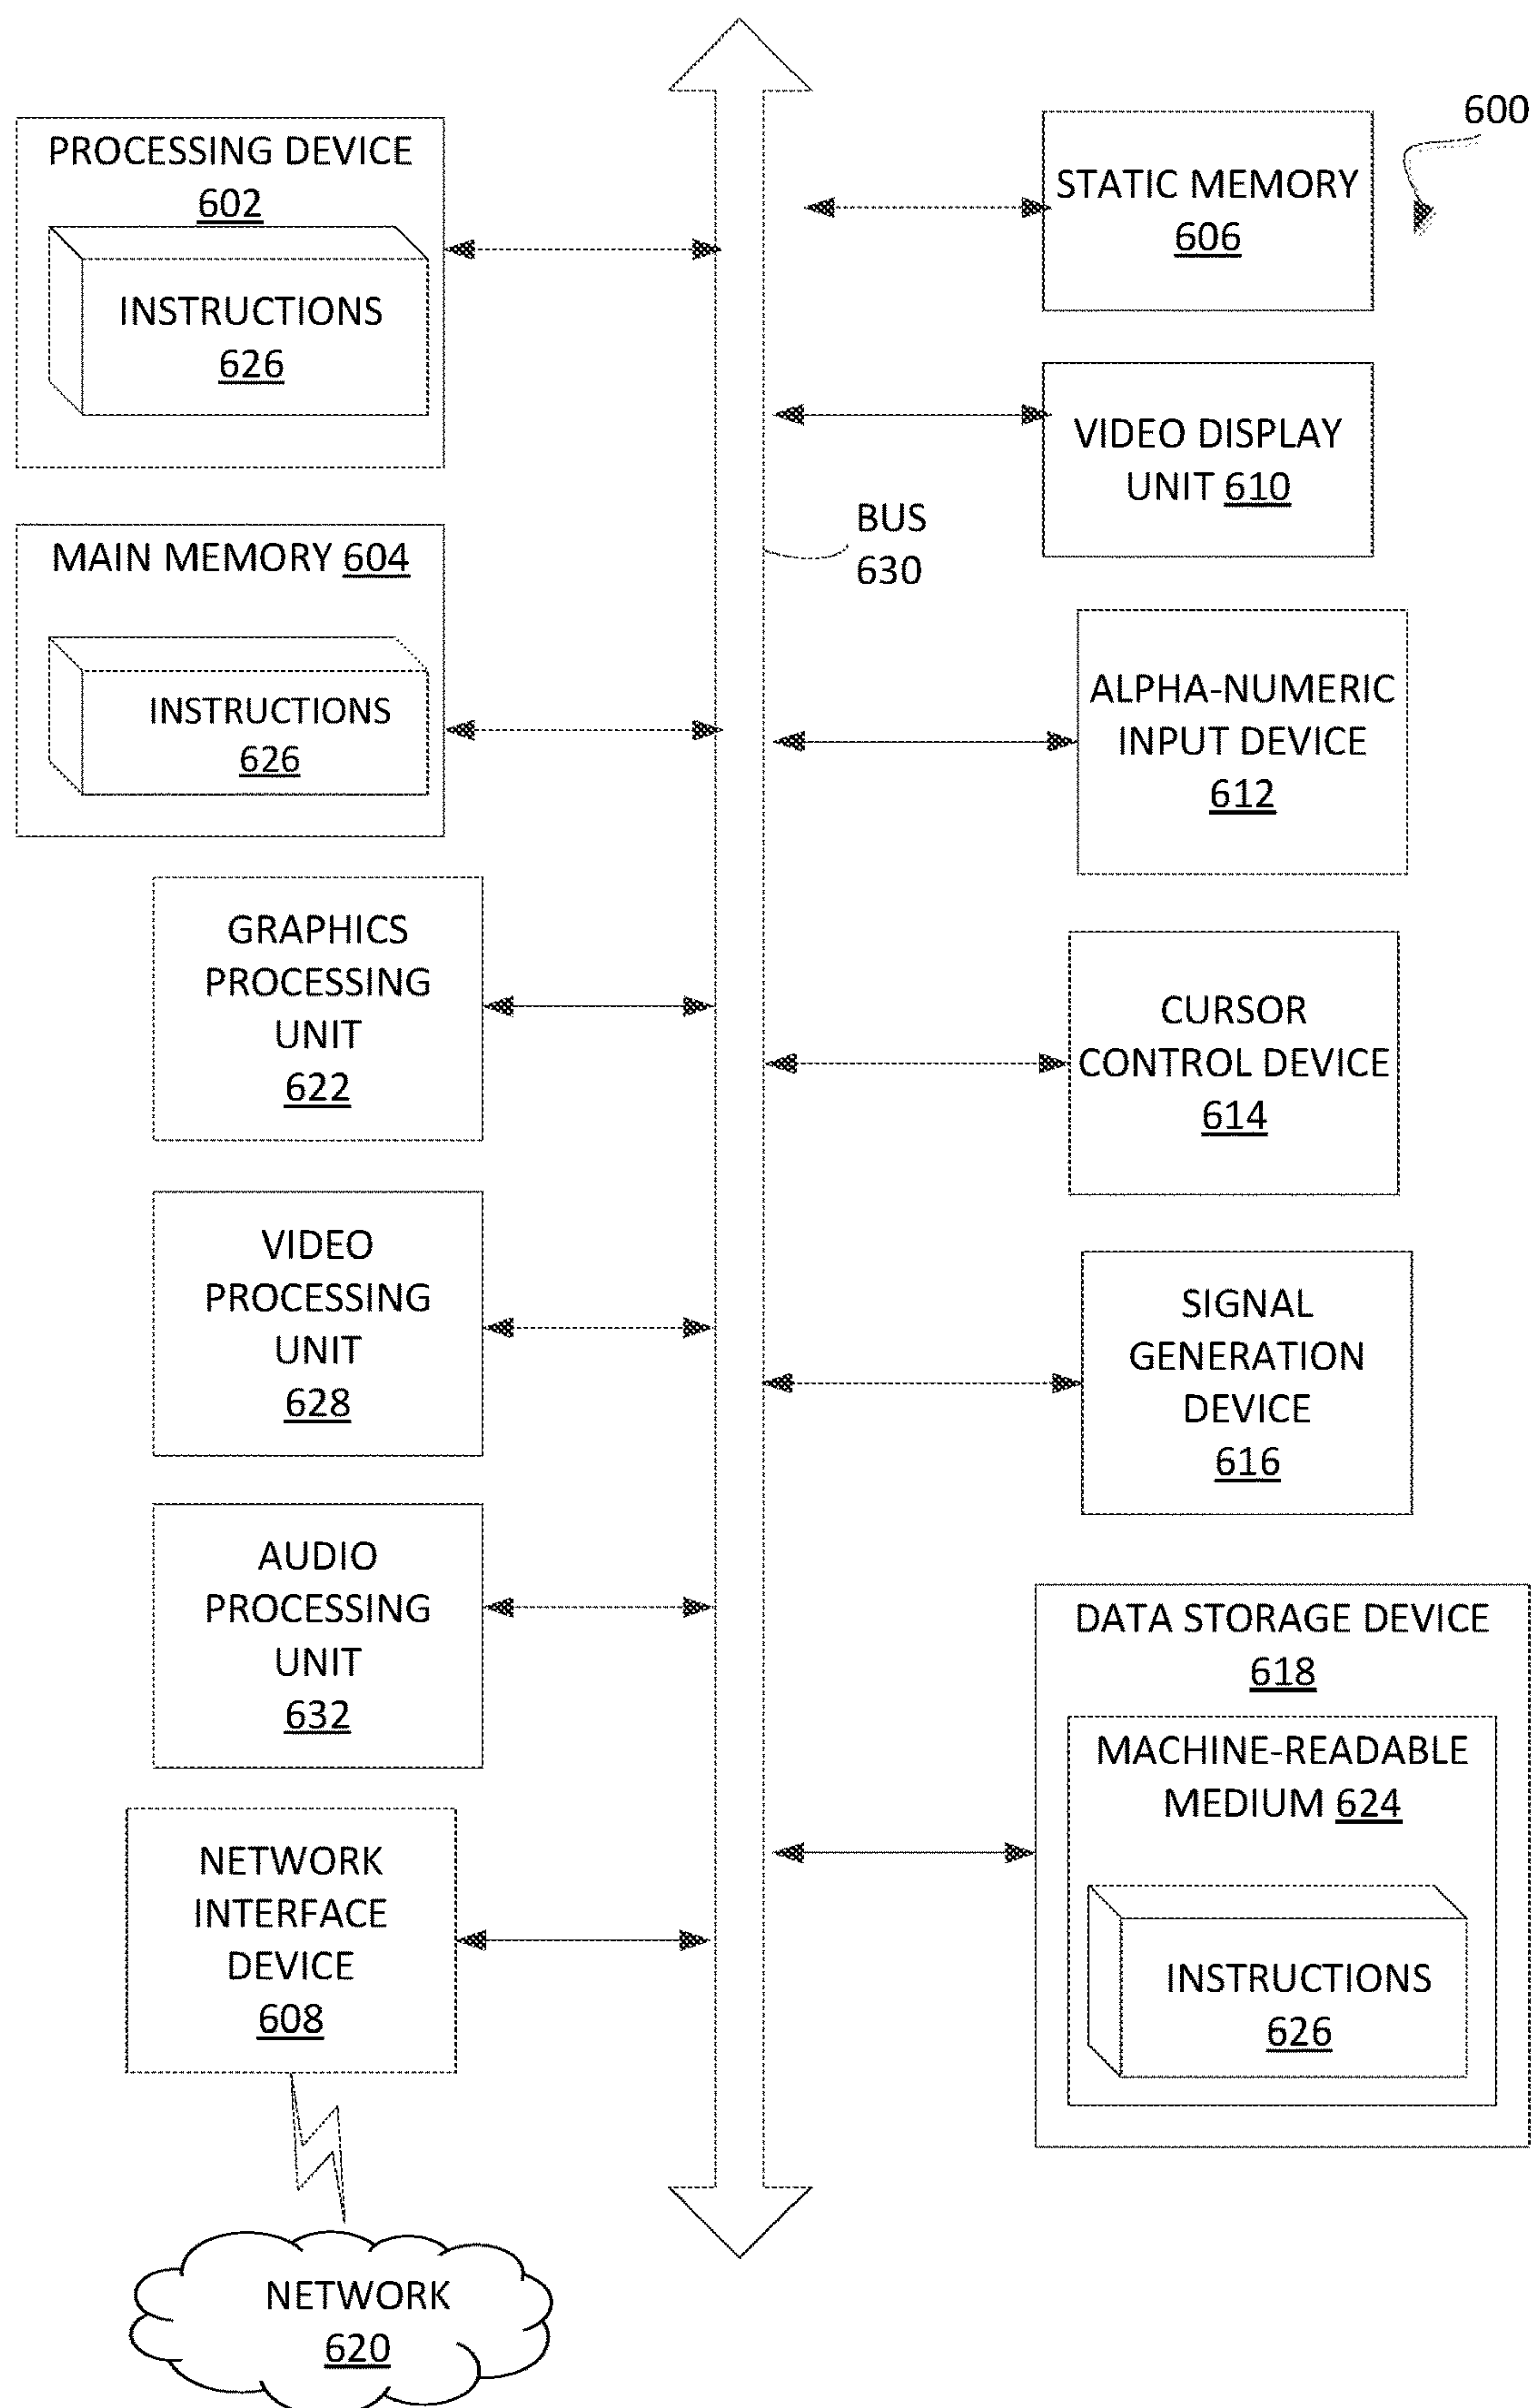 600
PROCESSING DEVICE
602
INSTRUCTIONS
626
STATIC MEMORY
606
VIDEO DISPLAY
UNIT 610
BUS
630
MAIN MEMORY 604
INSTRUCTIONS
626
ALPHA-NUMERIC
INPUT DEVICE
612
GRAPHICS
PROCESSING
UNIT
622
CURSOR
CONTROL DEVICE
614
VIDEO
PROCESSING
UNIT
628
SIGNAL
GENERATION
DEVICE
616
AUDIO
PROCESSING
UNIT
632
DATA STORAGE DEVICE
618
MACHINE-READABLE
MEDIUM 624
INSTRUCTIONS
626
NETWORK
INTERFACE
DEVICE
608
NETWORK
620